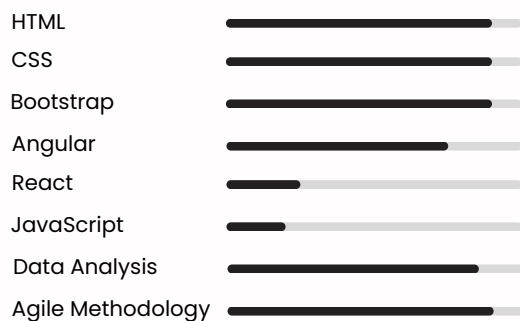 HTML
CSS
Bootstrap
Angular
React
JavaScript
Data Analysis
Agile Methodology